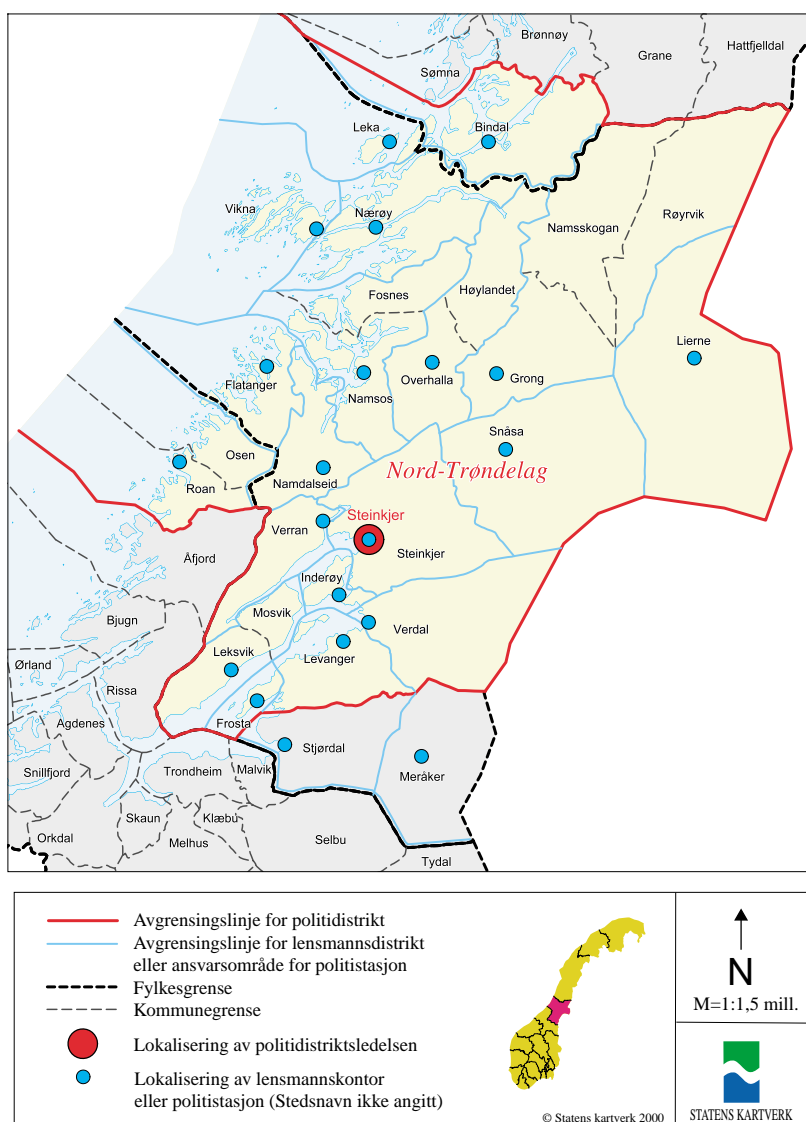 Brønnøy
Hattfjelldal
Grane
Sømna
Leka
Bindal
Vikna
Nærøy
Røyrvik
Namsskogan
Fosnes
Høylandet
Lierne
Flatanger
Overhalla
Grong
Namsos
Snåsa
Osen
Nord-Trøndelag
Roan
Namdalseid
Steinkjer
Verran
Steinkjer
Åfjord
Inderøy
Mosvik
Bjugn
Verdal
Leksvik
Levanger
Ørland
Rissa
Agdenes
Frosta
Stjørdal
Snillfjord
Trondheim
Malvik
Meråker
Skaun
Klæbu
Orkdal
Melhus
Selbu
Tydal
Avgrensingslinje for politidistrikt
Avgrensingslinje for lensmannsdistrikt
eller ansvarsområde for politistasjon
Fylkesgrense
Kommunegrense
Lokalisering av politidistriktsledelsen
Lokalisering av lensmannskontor
eller politistasjon (Stedsnavn ikke angitt)
© Statens kartverk 2000
N
M=1:1,5 mill.
STATENS KARTVERK